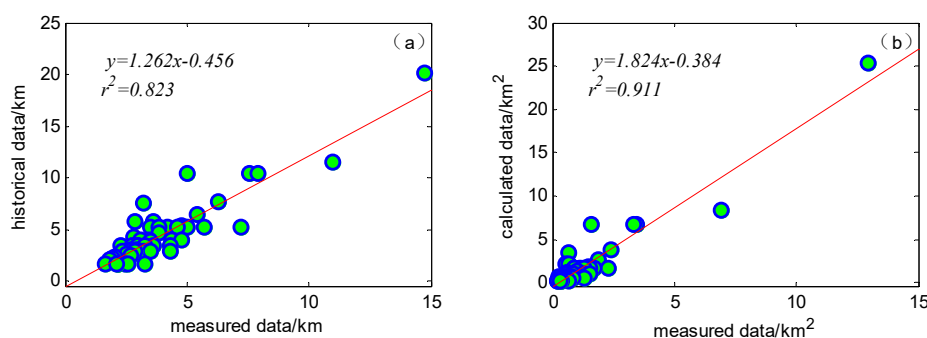 (a)
y=1.262x-0.456
r²=0.823
historical data/km
25
20
15
10
5
0
0 5 10 15
measured data/km
(b)
y=1.824x-0.384
r²=0.911
calculated data/km²
30
25
20
15
10
5
0
0 5 10 15
measured data/km²